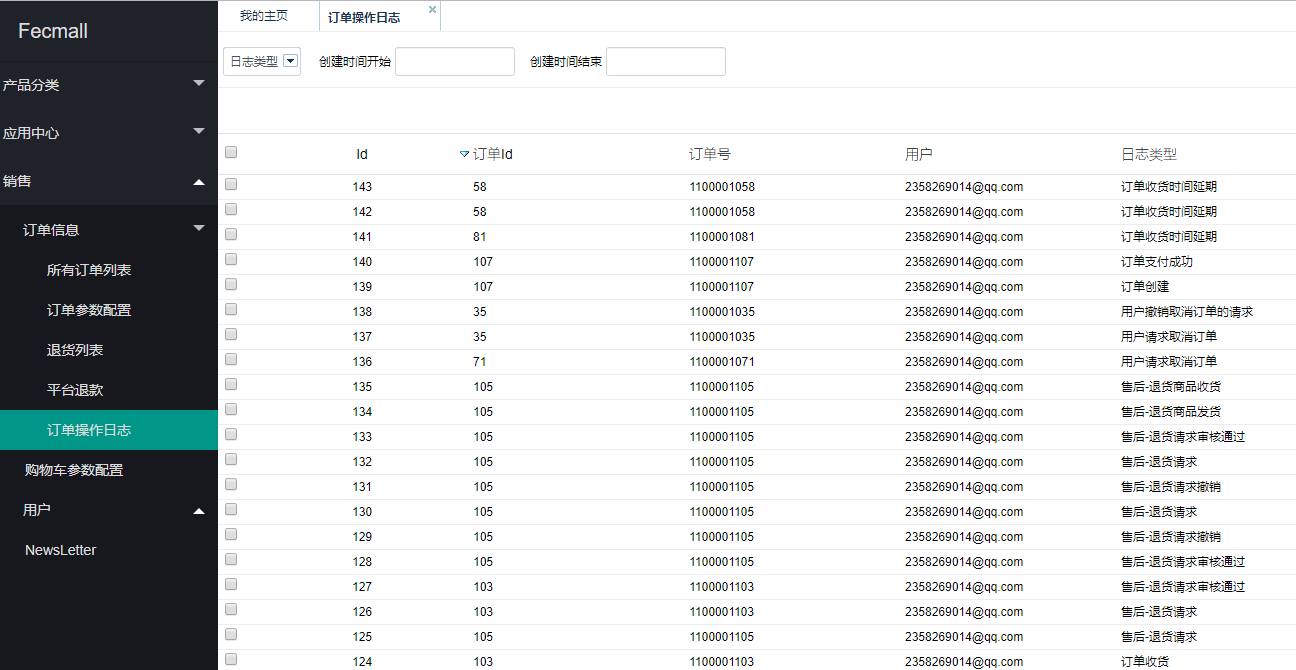 Fecmall
产品分类
应用中心
销售
订单信息
所有订单列表
订单参数配置
退货列表
平台退款
订单操作日志
购物车参数配置
用户
NewsLetter
我的主页 订单操作日志
日志类型 创建时间开始 创建时间结束
Id 订单Id 订单号 用户 日志类型
143 58 1100001058 2358269014@qq.com 订单收货时间延期
142 58 1100001058 2358269014@qq.com 订单收货时间延期
141 81 1100001081 2358269014@qq.com 订单收货时间延期
140 107 1100001107 2358269014@qq.com 订单支付成功
139 107 1100001107 2358269014@qq.com 订单创建
138 35 1100001035 2358269014@qq.com 用户撤销取消订单的请求
137 35 1100001035 2358269014@qq.com 用户请求取消订单
136 71 1100001071 2358269014@qq.com 用户请求取消订单
135 105 1100001105 2358269014@qq.com 售后-退货商品收货
134 105 1100001105 2358269014@qq.com 售后-退货商品发货
133 105 1100001105 2358269014@qq.com 售后-退货请求审核通过
132 105 1100001105 2358269014@qq.com 售后-退货请求
131 105 1100001105 2358269014@qq.com 售后-退货请求撤销
130 105 1100001105 2358269014@qq.com 售后-退货请求
129 105 1100001105 2358269014@qq.com 售后-退货请求撤销
128 105 1100001105 2358269014@qq.com 售后-退货请求审核通过
127 103 1100001103 2358269014@qq.com 售后-退货请求审核通过
126 103 1100001103 2358269014@qq.com 售后-退货请求
125 105 1100001105 2358269014@qq.com 售后-退货请求
124 103 1100001103 2358269014@qq.com 订单收货